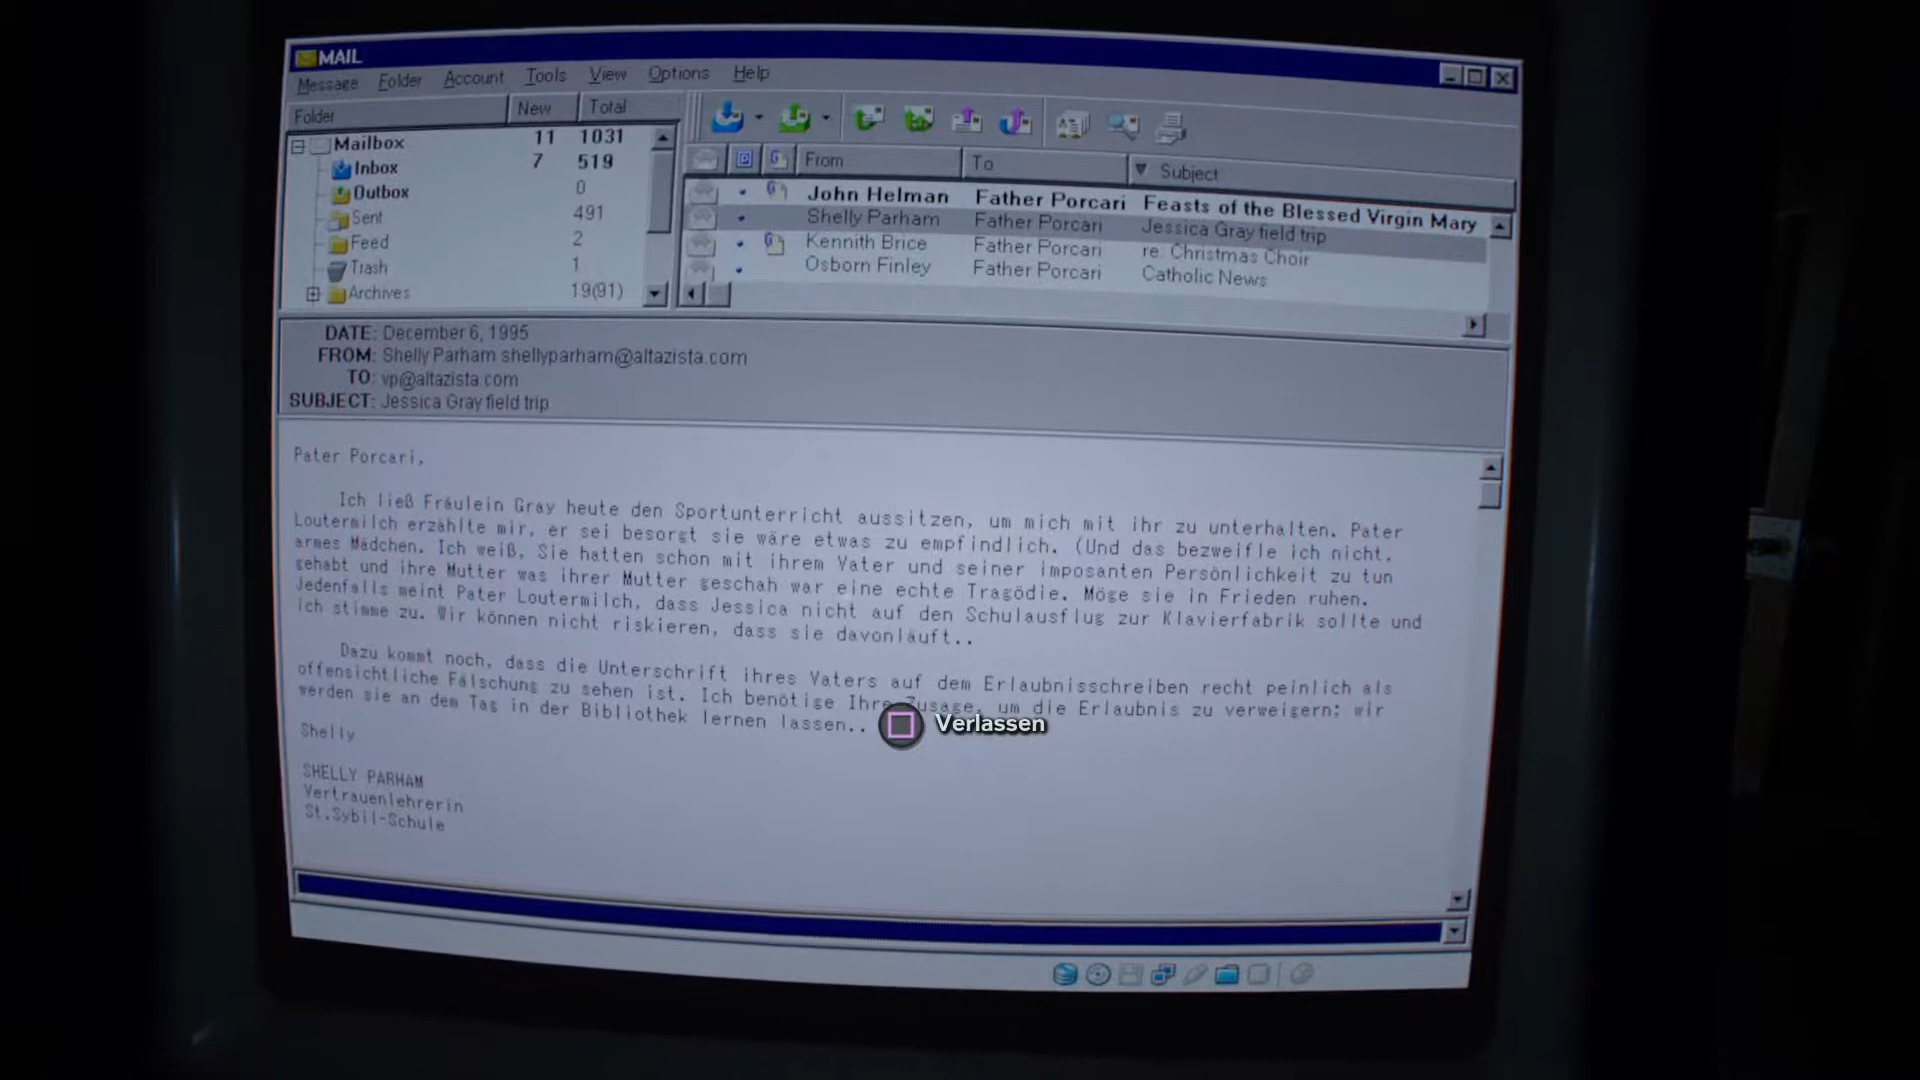 MAIL
Message Folder Account Tools View Options Help
Folder New Total
Mailbox 11 1031
Inbox 7 519
Outbox 0
Sent 491
Feed 2
Trash 1
Archives 19(91)
From To Subject
John Helman Father Porcari Feasts of the Blessed Virgin Mary
Shelly Parham Father Porcari Jessica Gray field trip
Kennith Brice Father Porcari re: Christmas Choir
Osborn Finley Father Porcari Catholic News
DATE: December 6, 1995
FROM: Shelly Parham shellyparham@altazista.com
TO: vp@altazista.com
SUBJECT: Jessica Gray field trip
Pater Porcari,
Ich ließ Fräulein Gray heute den Sportunterricht aussitzen, um mich mit ihr zu unterhalten. Pater
Loutermilch erzählte mir, er sei besorgt sie wäre etwas zu empfindlich. (Und das bezweifle ich nicht,
armes Mädchen. Ich weiß, Sie hatten schon mit ihrem Vater und seiner imposanten Persönlichkeit zu tun
gehabt und ihre Mutter was ihrer Mutter geschah war eine echte Tragödie. Möge sie in Frieden ruhen.
Jedenfalls meint Pater Loutermilch, dass Jessica nicht auf den Schulausflug zur Klavierfabrik sollte und
ich stimme zu. Wir können nicht riskieren, dass sie davonläuft..
Dazu kommt noch, dass die Unterschrift ihres Vaters auf dem Erlaubnisschreiben recht peinlich als
offensichtliche Fälschung zu sehen ist. Ich benötige Ihre Zusage, um die Erlaubnis zu verweigern; wir
werden sie an dem Tag in der Bibliothek lernen lassen..
Verlassen
Shelly
SHELLY PARHAM
Vertrauenlehrerin
St.Sybil-Schule